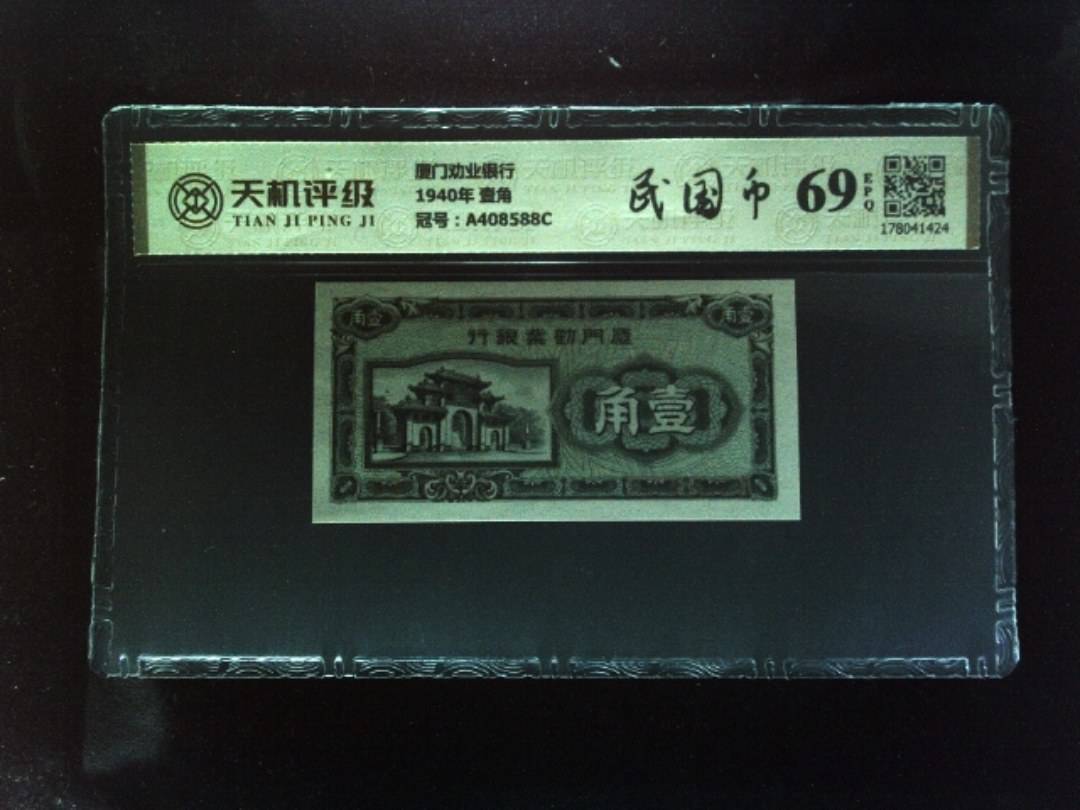 天机评级
TIAN JI PING JI
厦门劝业银行
1940年 壹角
冠号：A408588C
民国币
69
EPQ
178041424
角壹
角壹
行銀業勸門廈
角壹